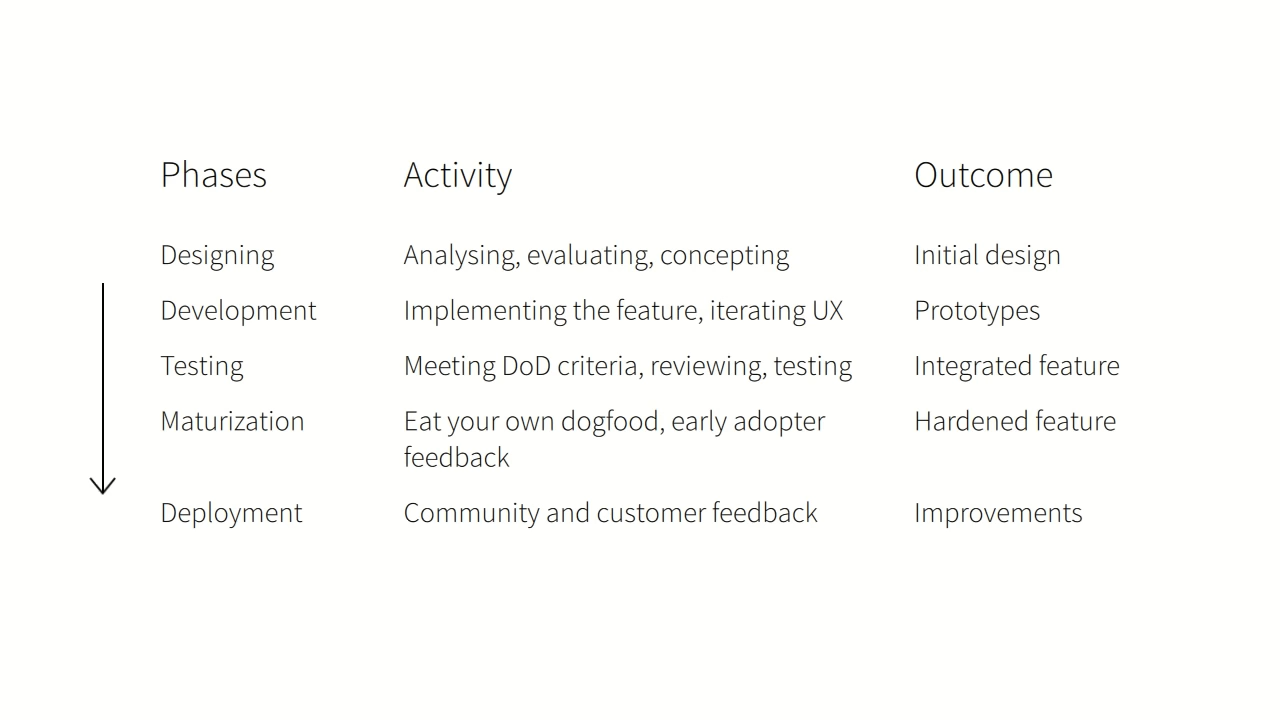 Phases Activity Outcome
Designing Analysing, evaluating, concepting Initial design
Development Implementing the feature, iterating UX Prototypes
Testing Meeting DoD criteria, reviewing, testing Integrated feature
Maturization Eat your own dogfood, early adopter Hardened feature
feedback
Deployment Community and customer feedback Improvements